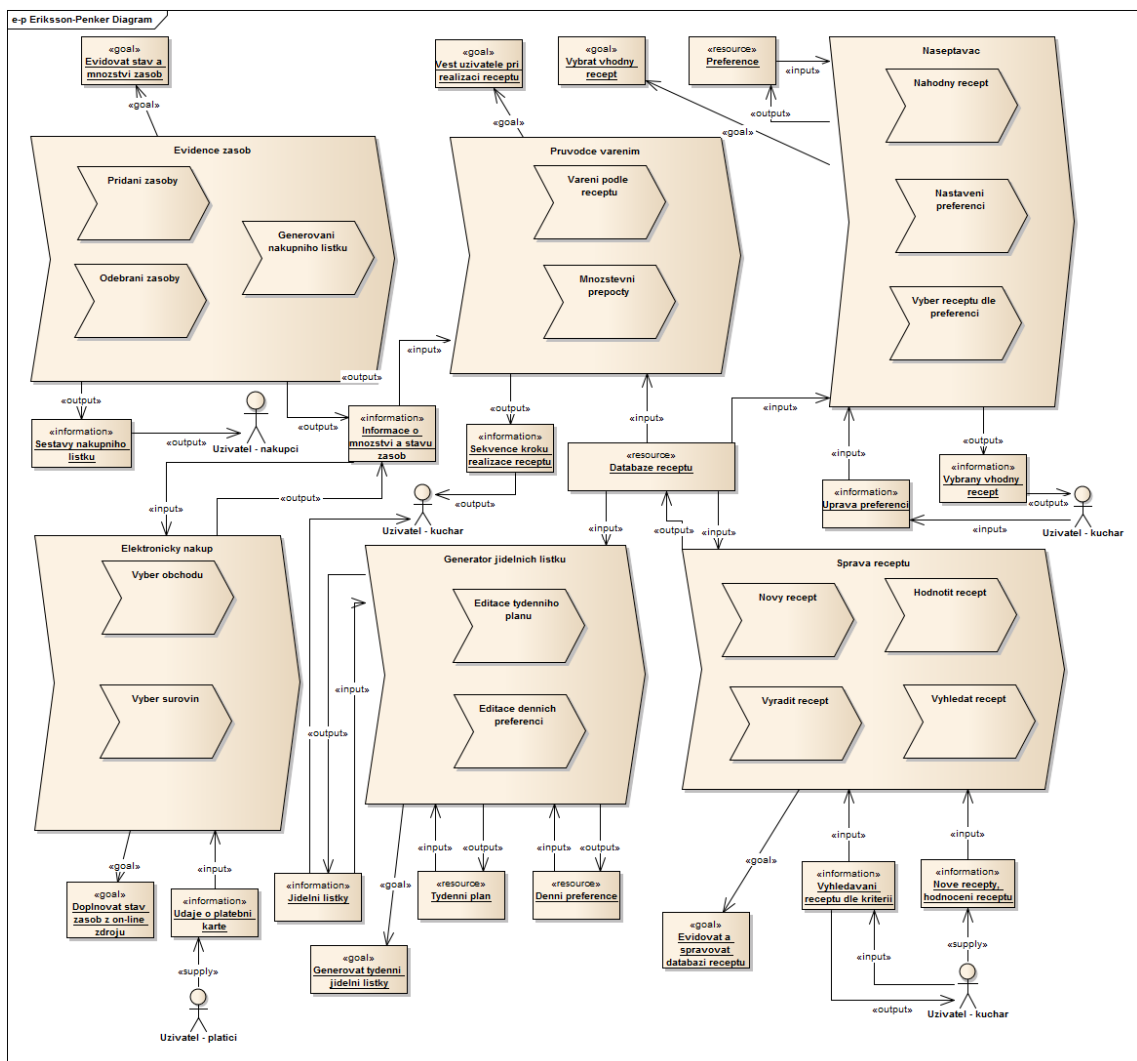 e-p Eriksson-Penker Diagram
«goal»
Evidovat stav a
mnozstvi zasob
«goal»
Evidence zasob
Pridani zasoby
Generovani
nakupniho listku
Odebrani zasoby
«output»
«output»
«output»
«information»
Sestavy nakupniho
listku
«output»
Uzivatel - nakupci
«information»
Informace o
mnozstvi a stavu
zasob
«input»
«input»
«output»
«goal»
Vest uzivatele pri
realizaci receptu
«goal»
Pruvodce varenim
Vareni podle
receptu
Mnozstevni
prepocty
«output»
«information»
Sekvence kroku
realizace receptu
«output»
Uzivatel - kuchar
«input»
«resource»
Databaze receptu
«input»
«input»
«output»
«input»
«goal»
Vybrat vhodny
recept
«goal»
«resource»
Preference
«input»
«output»
Naseptavac
Nahodny recept
Nastaveni
preferenci
Vyber receptu dle
preferenci
«input»
«information»
Uprava preferenci
«output»
«information»
Vybrany vhodny
recept
«output»
«input»
Uzivatel - kuchar
Elektronicky nakup
Vyber obchodu
Vyber surovin
«goal»
«goal»
Doplnovat stav
zasob z on-line
zdroju
«input»
«information»
Udaje o platebni
karte
«supply»
Uzivatel - platici
Generator jidelnich listku
Editace tydenniho
planu
Editace dennich
preferenci
«input»
«output»
«information»
Jidelni listky
«goal»
«goal»
Generovat tydenni
jidelni listky
«input»
«output»
«resource»
Tydenni plan
«input»
«output»
«resource»
Denni preference
Sprava receptu
Novy recept
Hodnotit recept
Vyradit recept
Vyhledat recept
«goal»
«goal»
Evidovat a
spravovat
databazi receptu
«input»
«information»
Vyhledavani
receptu dle kriterii
«input»
«information»
Nove recepty,
hodnoceni receptu
«supply»
«input»
«output»
Uzivatel - kuchar